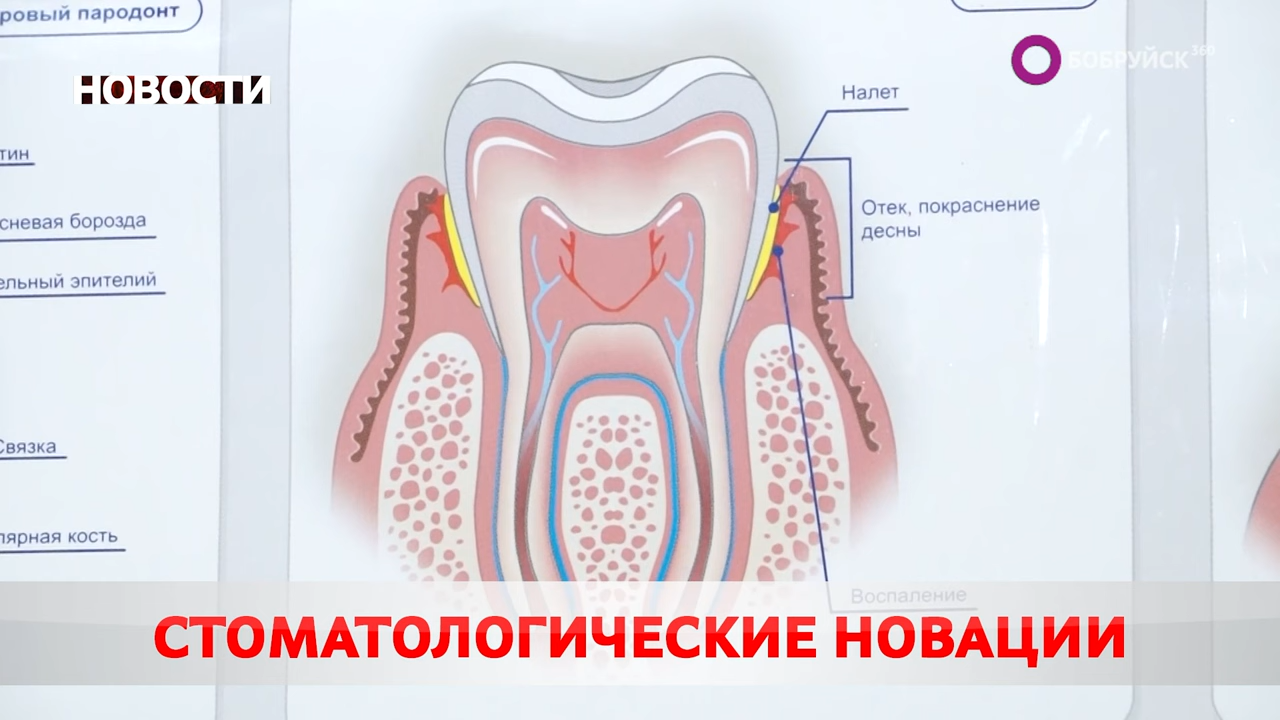 ровый пародонт
НОВОСТИ
БОБРУЙСК 360
Налет
тин
Отек, покраснение
десны
сневая борозда
ельный эпителий
Связка
лярная кость
Воспаление
СТОМАТОЛОГИЧЕСКИЕ НОВАЦИИ